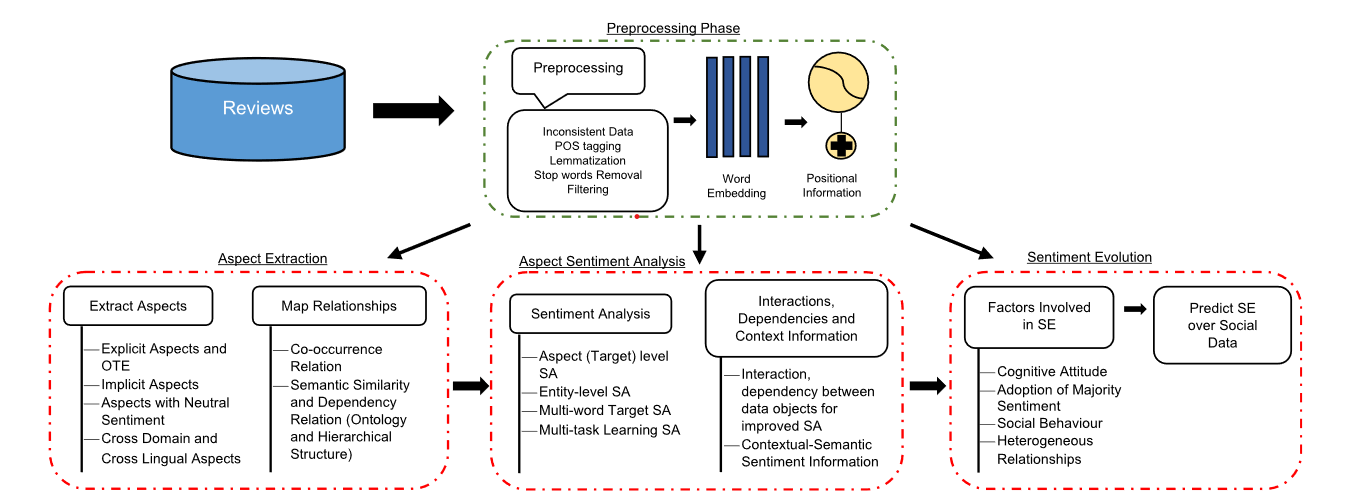 Preprocessing Phase
Reviews
Preprocessing
Inconsistent Data
POS tagging
Lemmatization
Stop words Removal
Filtering
Word
Embedding
Positional
Information
Aspect Extraction
Extract Aspects
Explicit Aspects and
OTE
Implicit Aspects
Aspects with Neutral
Sentiment
Cross Domain and
Cross Lingual Aspects
Map Relationships
Co-occurrence
Relation
Semantic Similarity
and Dependency
Relation (Ontology
and Hierarchical
Structure)
Aspect Sentiment Analysis
Sentiment Analysis
Aspect (Target) level
SA
Entity-level SA
Multi-word Target SA
Multi-task Learning SA
Interactions,
Dependencies and
Context Information
Interaction,
dependency between
data objects for
improved SA
Contextual-Semantic
Sentiment Information
Sentiment Evolution
Factors Involved
in SE
Cognitive Attitude
Adoption of Majority
Sentiment
Social Behaviour
Heterogeneous
Relationships
Predict SE
over Social
Data